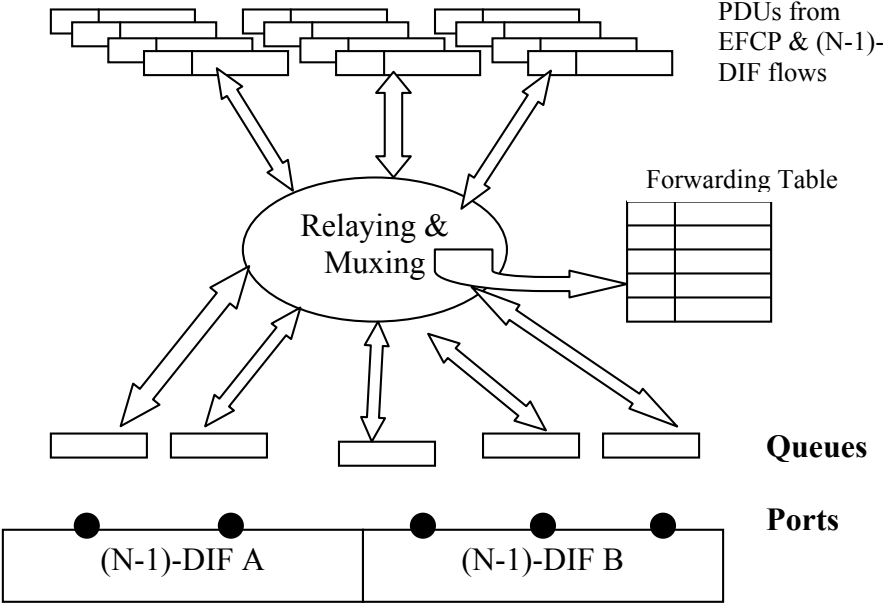 PDUs from
EFCP & (N-1)-
DIF flows
Forwarding Table
Relaying &
Muxing
Queues
Ports
(N-1)-DIF A
(N-1)-DIF B